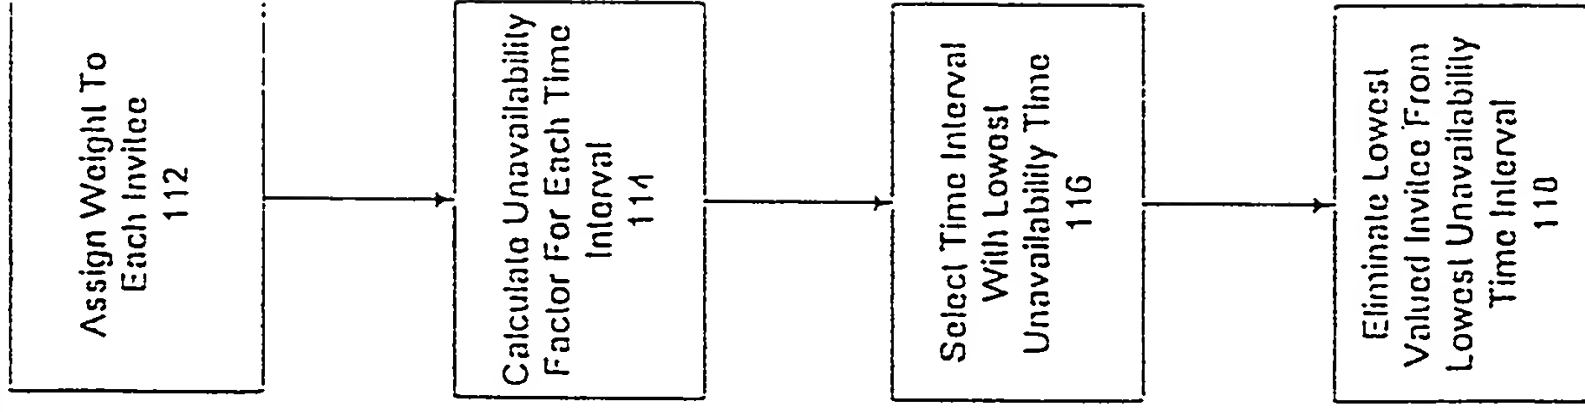 Assign Weight To
Each Invitee
112
Calculate Unavailability
Factor For Each Time
Interval
114
Select Time Interval
With Lowest
Unavailability Time
116
Eliminate Lowest
Valued Invitee From
Lowest Unavailability
Time Interval
118